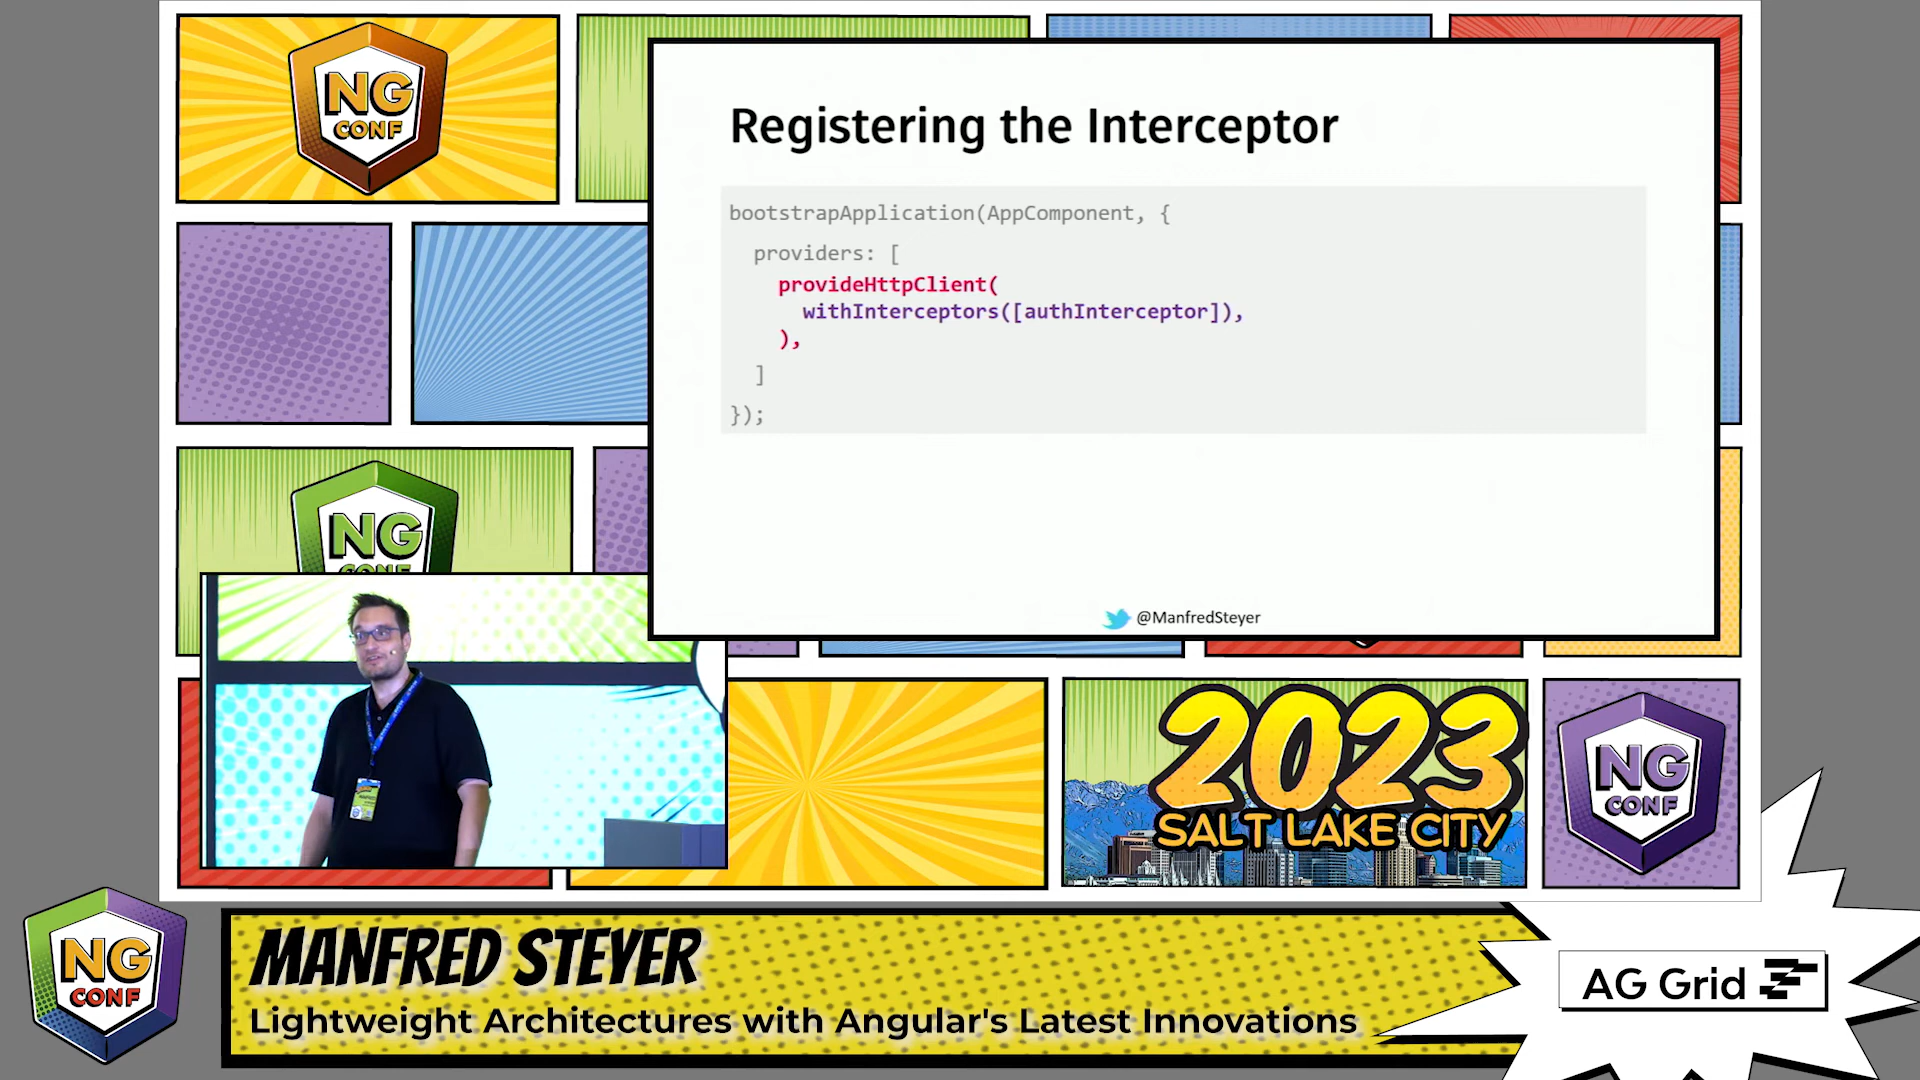 NG
CONF
Registering the Interceptor
bootstrapApplication(AppComponent, {
providers: [
provideHttpClient(
withInterceptors([authInterceptor]),
),
]
});
@ManfredSteyer
NG
CONF
2023
SALT LAKE CITY
NG
CONF
NG
CONF
MANFRED STEYER
Lightweight Architectures with Angular's Latest Innovations
AG Grid